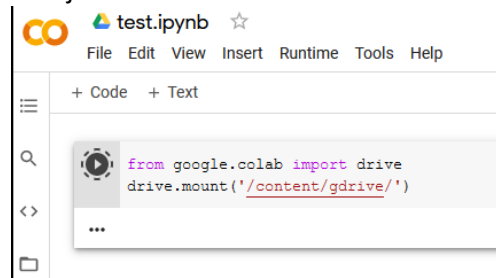 test.ipynb
File Edit View Insert Runtime Tools Help
+ Code + Text
from google.colab import drive
drive.mount('/content/gdrive/')
...